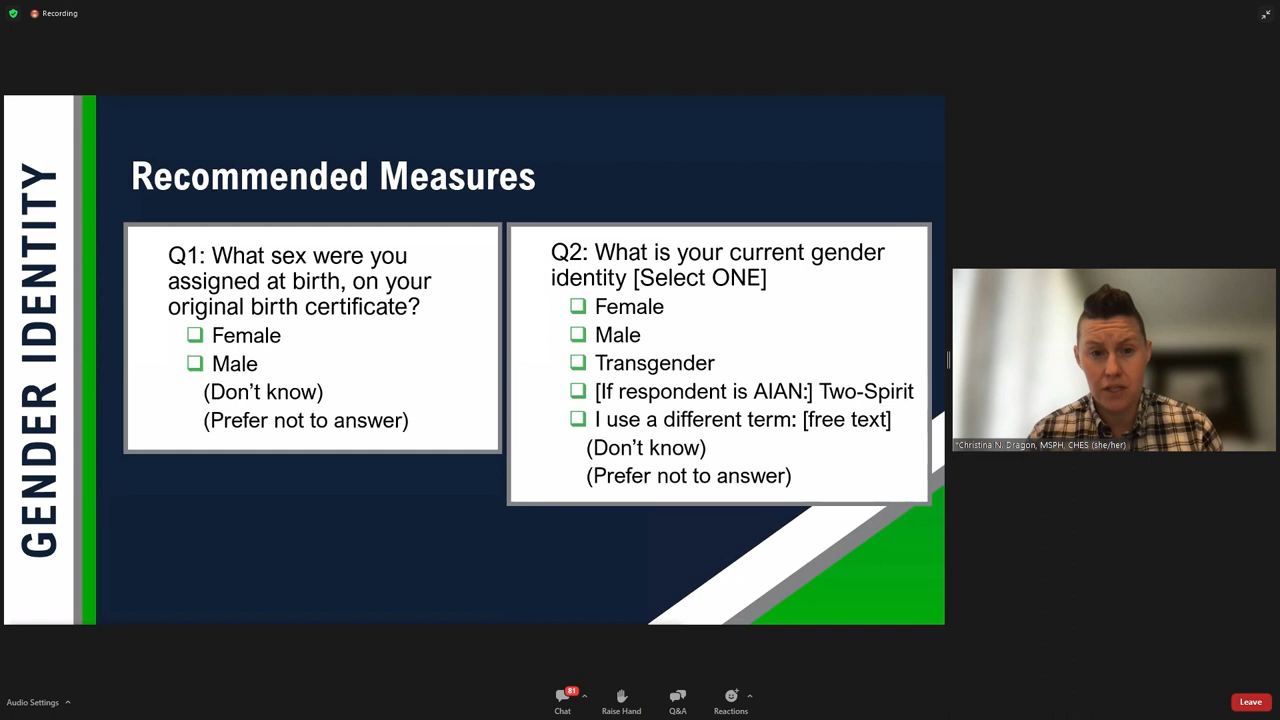 Recording
GENDER IDENTITY
Recommended Measures
Q1: What sex were you
assigned at birth, on your
original birth certificate?
Female
Male
(Don't know)
(Prefer not to answer)
Q2: What is your current gender
identity [Select ONE]
Female
Male
Transgender
[If respondent is AIAN:] Two-Spirit
I use a different term: [free text]
(Don't know)
(Prefer not to answer)
*Christina N. Dragon, MSPH, CHES (she/her)
Audio Settings
81
Chat
Raise Hand
Q&A
Reactions
Leave